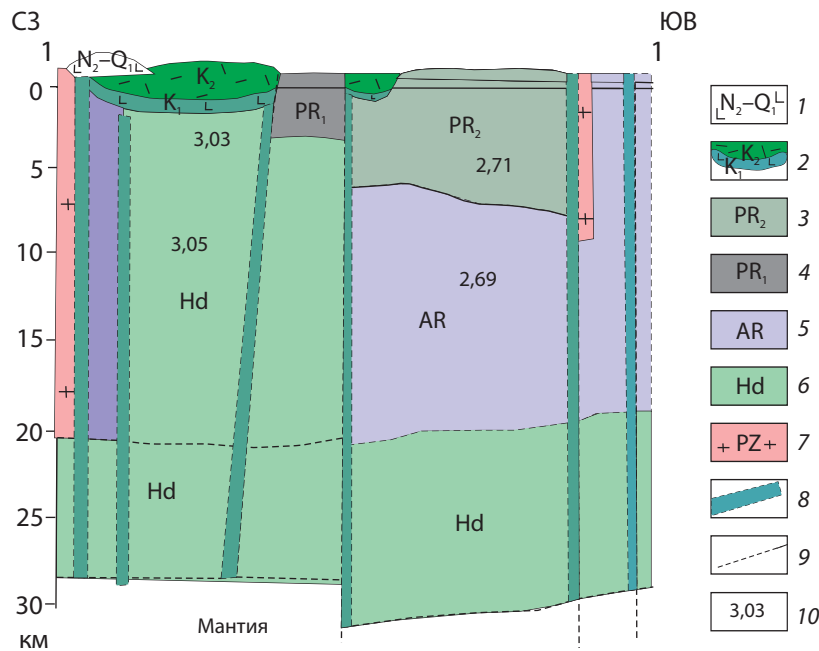 СЗ ЮВ
1 1
N₂–Q₁
K₂
K₁
PR₁
PR₂
3,03
2,71
3,05
2,69
Hd
AR
Hd
Hd
Мантия
0
5
10
15
20
25
30
км
N₂–Q₁ 1
K₂
K₁ 2
PR₂ 3
PR₁ 4
AR 5
Hd 6
+ PZ + 7
8
9
3,03 10